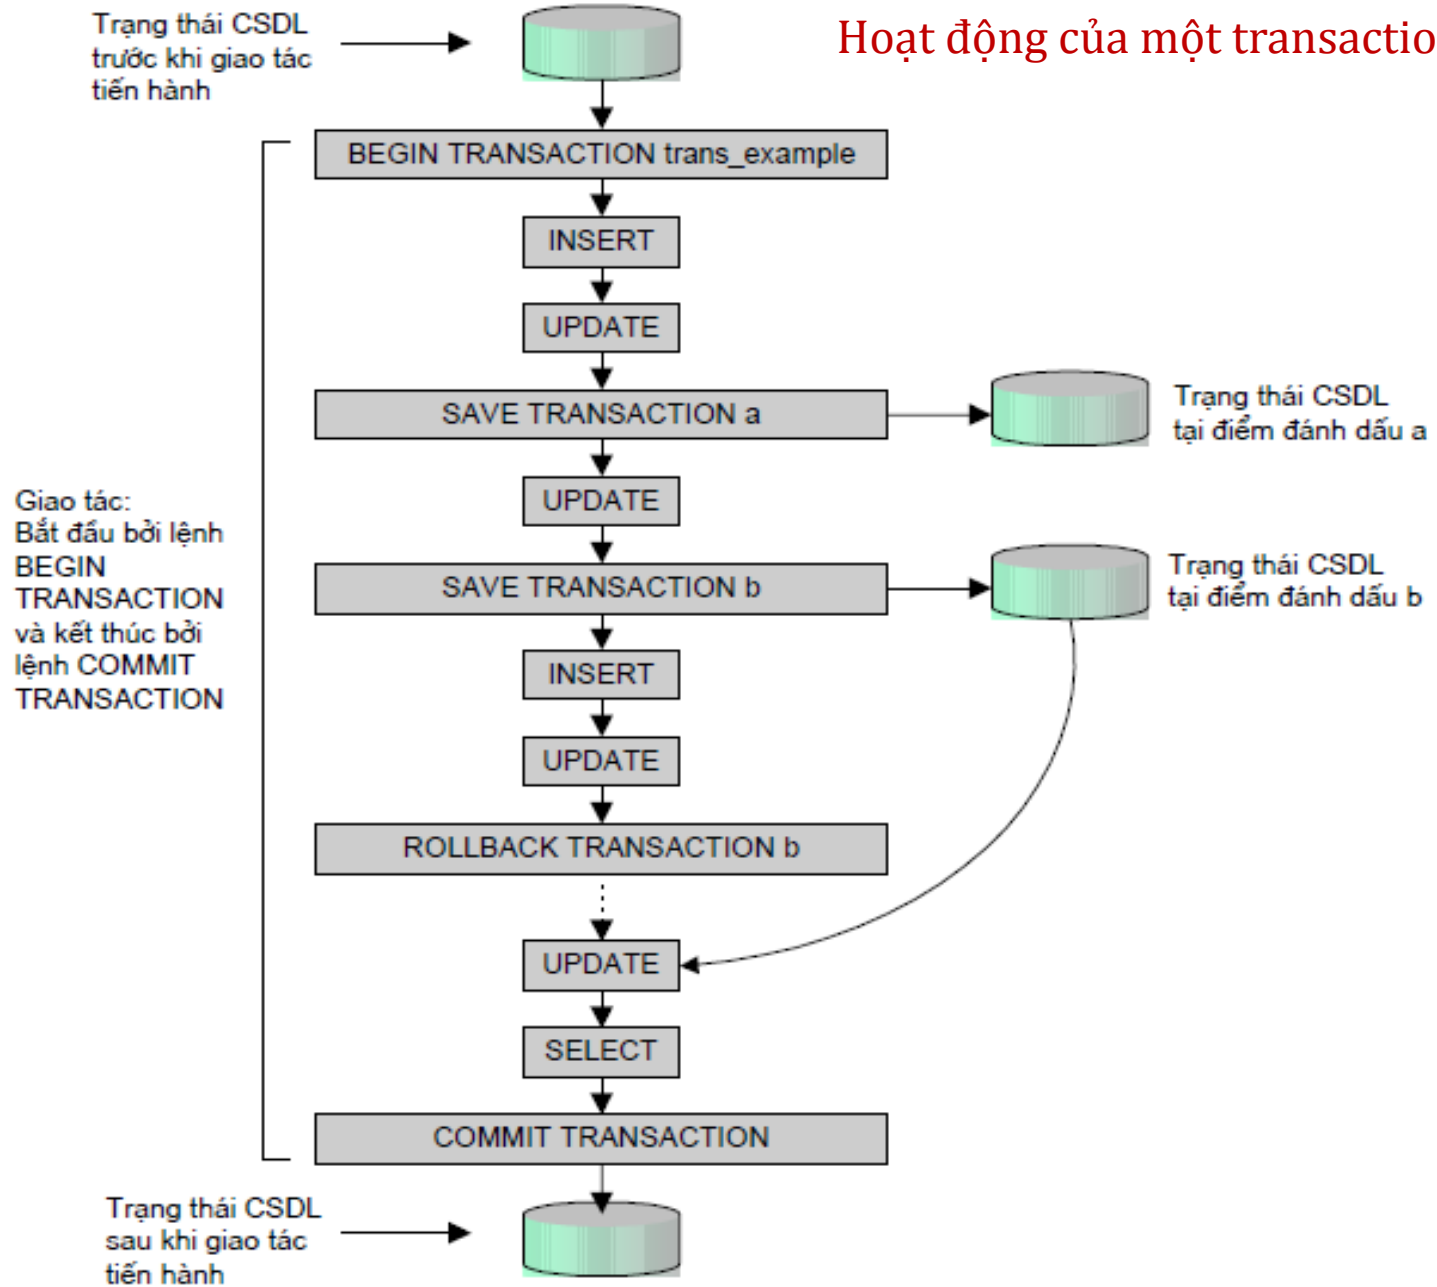 Hoạt động của một transactio
Trạng thái CSDL
trước khi giao tác
tiến hành
BEGIN TRANSACTION trans_example
INSERT
UPDATE
SAVE TRANSACTION a
Trạng thái CSDL
tại điểm đánh dấu a
UPDATE
Giao tác:
Bắt đầu bởi lệnh
BEGIN
TRANSACTION
và kết thúc bởi
lệnh COMMIT
TRANSACTION
SAVE TRANSACTION b
Trạng thái CSDL
tại điểm đánh dấu b
INSERT
UPDATE
ROLLBACK TRANSACTION b
UPDATE
SELECT
COMMIT TRANSACTION
Trạng thái CSDL
sau khi giao tác
tiến hành